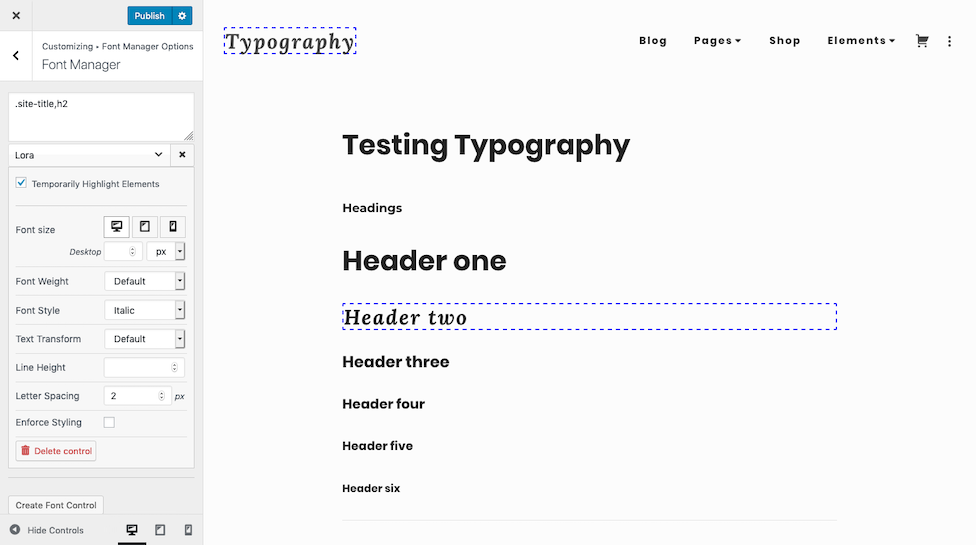 Publish
Customizing • Font Manager Options
Font Manager
.site-title,h2
Lora
Temporarily Highlight Elements
Font size
Desktop
px
Font Weight
Default
Font Style
Italic
Text Transform
Default
Line Height
Letter Spacing
2
px
Enforce Styling
Delete control
Create Font Control
Hide Controls
Typography
Blog
Pages
Shop
Elements
Testing Typography
Headings
Header one
Header two
Header three
Header four
Header five
Header six